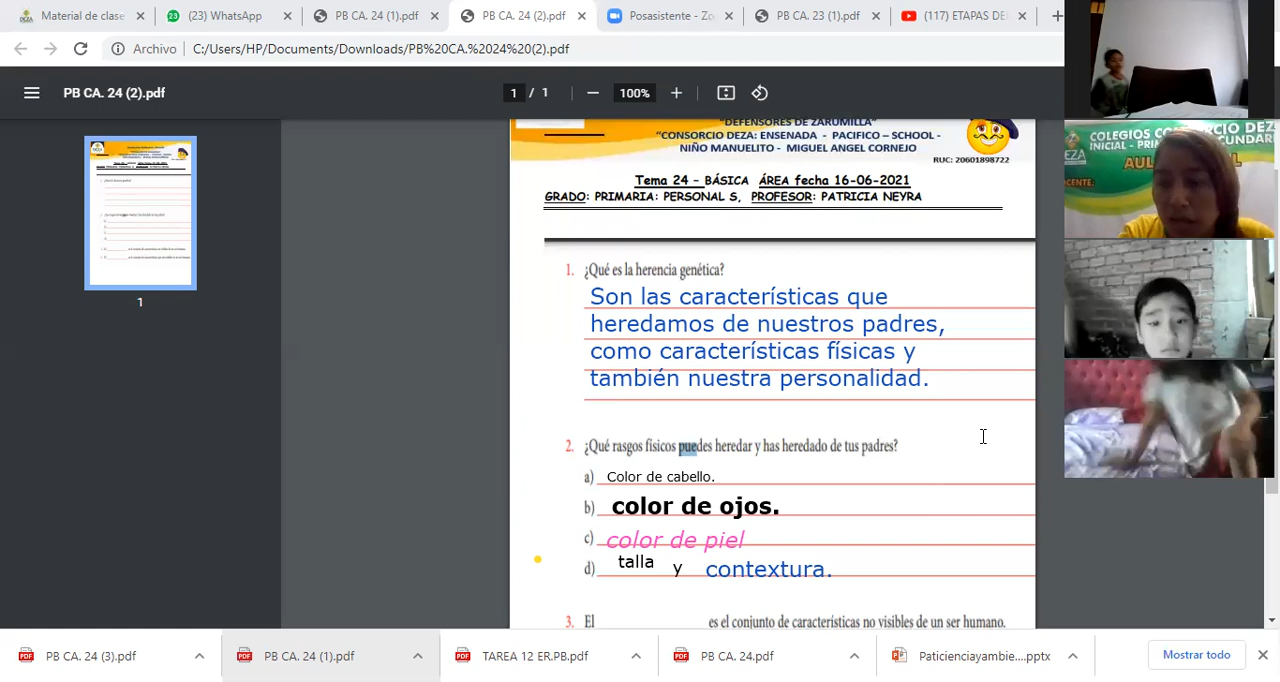 Material de clase
(23) WhatsApp
PB CA. 24 (1).pdf
PB CA. 24 (2).pdf
Posasistente - Zo
PB CA. 23 (1).pdf
(117) ETAPAS DE
Archivo
C:/Users/HP/Documents/Downloads/PB%20CA.%2024%20(2).pdf
PB CA. 24 (2).pdf
1 / 1
100%
"DEFENSORES DE ZARUMILLA"
"CONSORCIO DEZA: ENSENADA - PACIFICO – SCHOOL -
NIÑO MANUELITO - MIGUEL ANGEL CORNEJO
RUC: 20601898722
Tema 24 – BÁSICA ÁREA fecha 16-06-2021
GRADO: PRIMARIA: PERSONAL S, PROFESOR: PATRICIA NEYRA
1. ¿Qué es la herencia genética?
Son las características que
heredamos de nuestros padres,
como características físicas y
también nuestra personalidad.
2. ¿Qué rasgos físicos puedes heredar y has heredado de tus padres?
a) Color de cabello.
b) color de ojos.
c) color de piel
d) talla y contextura.
3. El ____________ es el conjunto de características no visibles de un ser humano.
1
COLEGIOS CONSORCIO DEZA
INICIAL - PRIM
CUNDARI
DEZA
AUL
L
OCENTE:
PB CA. 24 (3).pdf
PB CA. 24 (1).pdf
TAREA 12 ER.PB.pdf
PB CA. 24.pdf
Paticienciayambie....pptx
Mostrar todo